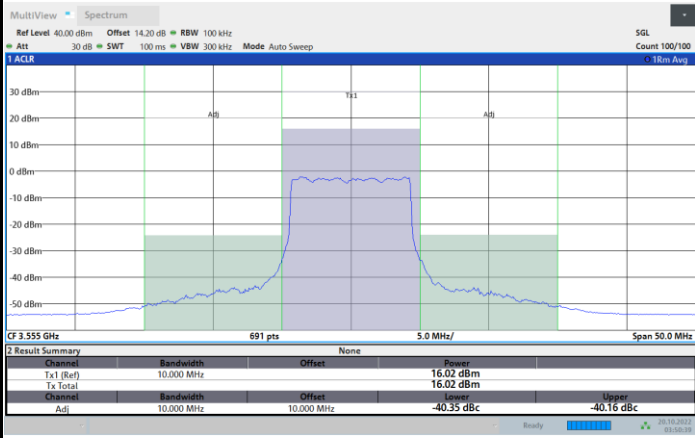 MultiView Spectrum
Ref Level 40.00 dBm Offset 14.20 dB RBW 100 kHz SGL
Att 30 dB SWT 100 ms VBW 300 kHz Mode Auto Sweep Count 100/100
1 ACLR 1Rm Avg
30 dBm
Tx1
20 dBm
Adj Adj
10 dBm
0 dBm
-10 dBm
-20 dBm
-30 dBm
-40 dBm
-50 dBm
CF 3.555 GHz 691 pts 5.0 MHz/ Span 50.0 MHz
2 Result Summary None
Channel Bandwidth Offset Power
Tx1 (Ref) 10.000 MHz 16.02 dBm
Tx Total 16.02 dBm
Channel Bandwidth Offset Lower Upper
Adj 10.000 MHz 10.000 MHz -40.35 dBc -40.16 dBc
Ready 29.10.2022
03:50:38